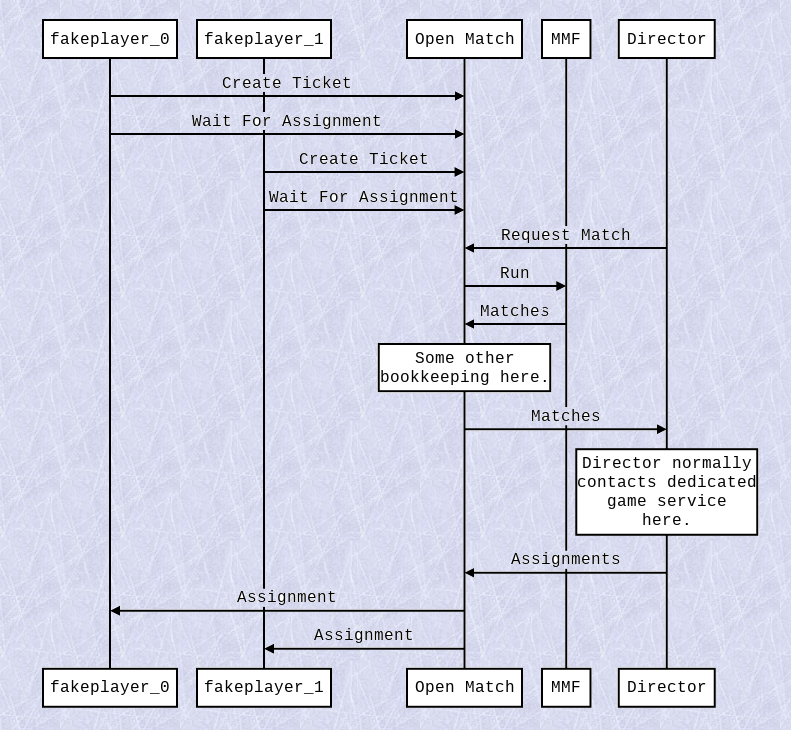 fakeplayer_0
fakeplayer_1
Open Match
MMF
Director
Create Ticket
Wait For Assignment
Create Ticket
Wait For Assignment
Request Match
Run
Matches
Some other
bookkeeping here.
Matches
Director normally
contacts dedicated
game service
here.
Assignments
Assignment
Assignment
fakeplayer_0
fakeplayer_1
Open Match
MMF
Director